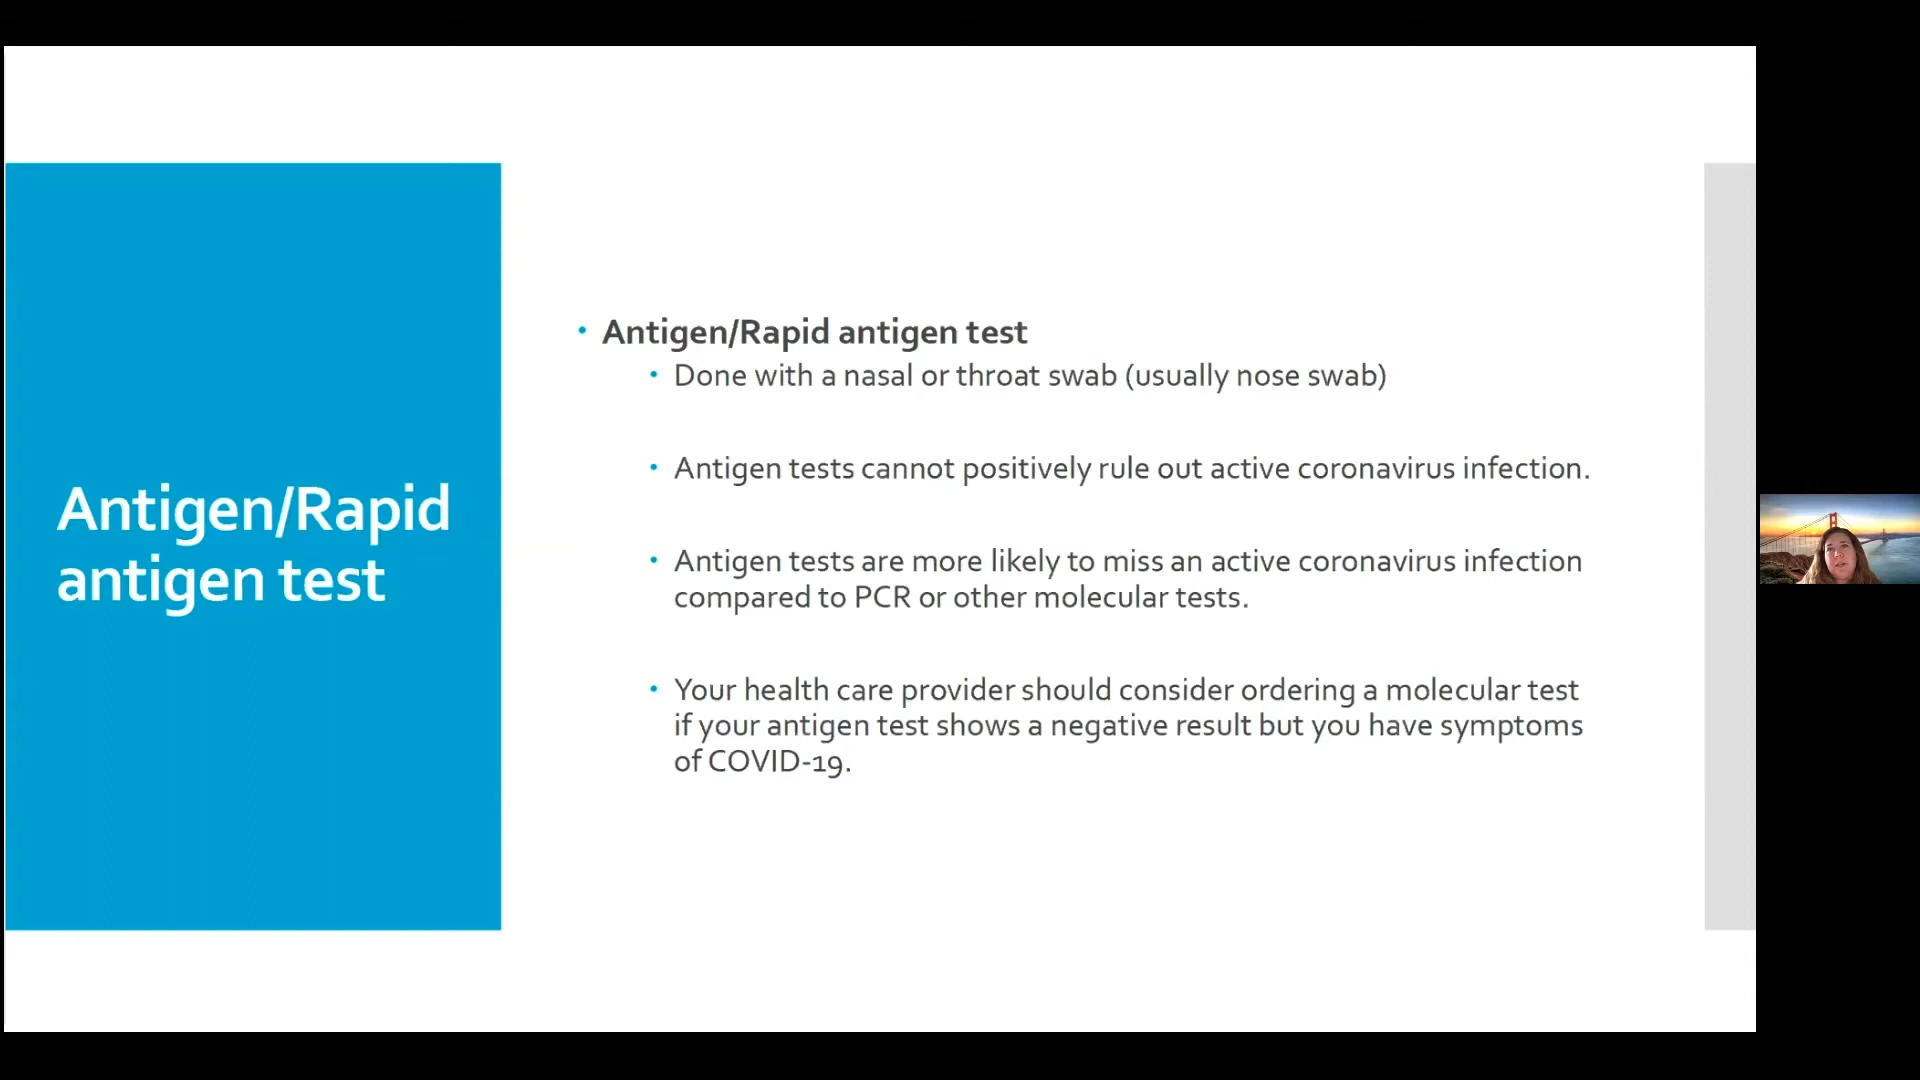 Antigen/Rapid
antigen test
Antigen/Rapid antigen test
Done with a nasal or throat swab (usually nose swab)
Antigen tests cannot positively rule out active coronavirus infection.
Antigen tests are more likely to miss an active coronavirus infection
compared to PCR or other molecular tests.
Your health care provider should consider ordering a molecular test
if your antigen test shows a negative result but you have symptoms
of COVID-19.